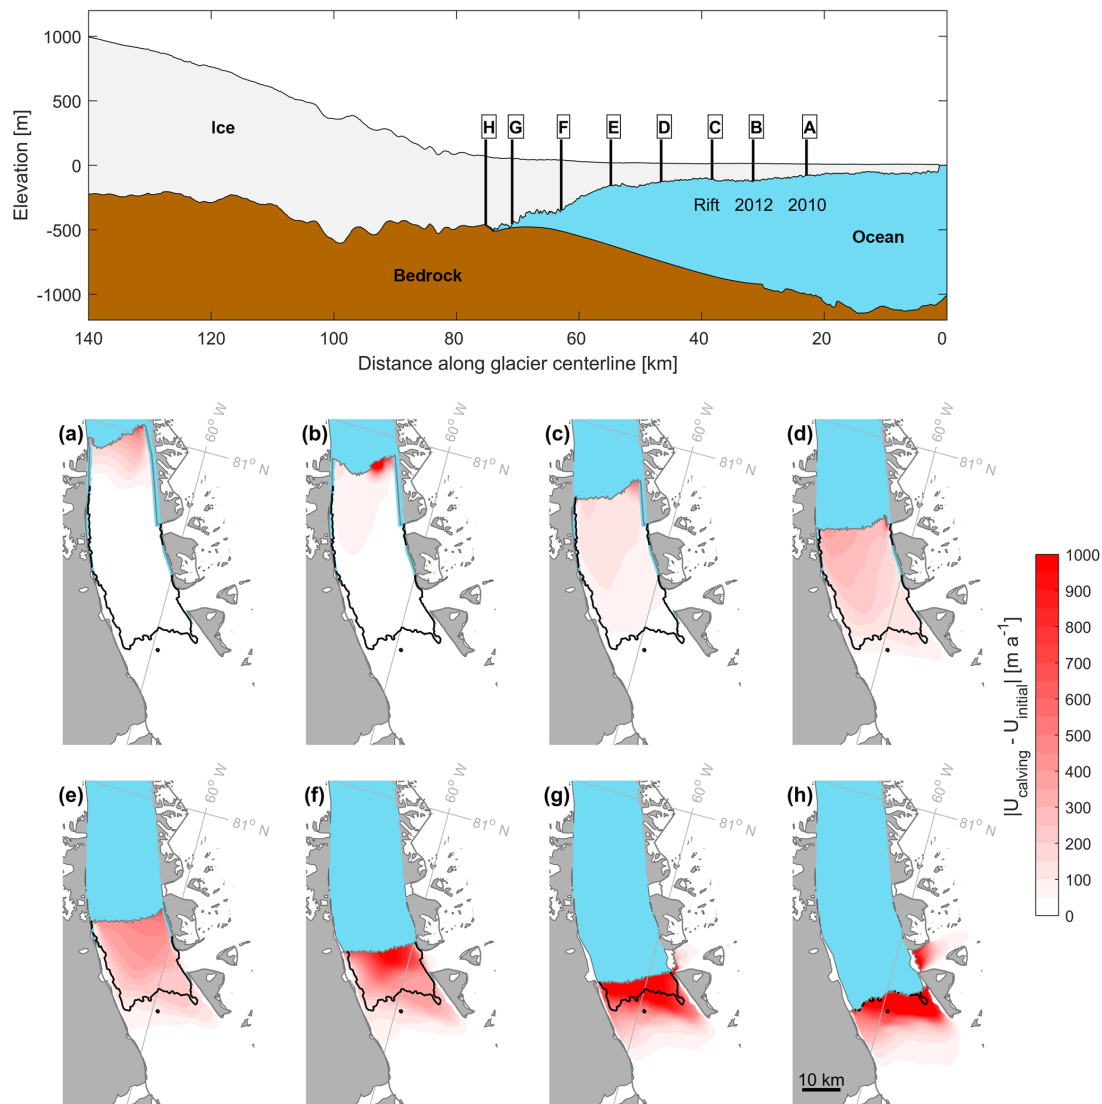 1000
500
0
-500
-1000
Elevation [m]
Ice
H
G
F
E
D
C
B
A
Rift
2012
2010
Ocean
Bedrock
140
120
100
80
60
40
20
0
Distance along glacier centerline [km]
(a)
60° W
81° N
(b)
60° W
81° N
(c)
60° W
81° N
(d)
60° W
81° N
(e)
60° W
81° N
(f)
60° W
81° N
(g)
60° W
81° N
(h)
60° W
81° N
10 km
1000
900
800
700
600
500
400
300
200
100
0
|U_calving - U_initial| [m a⁻¹]